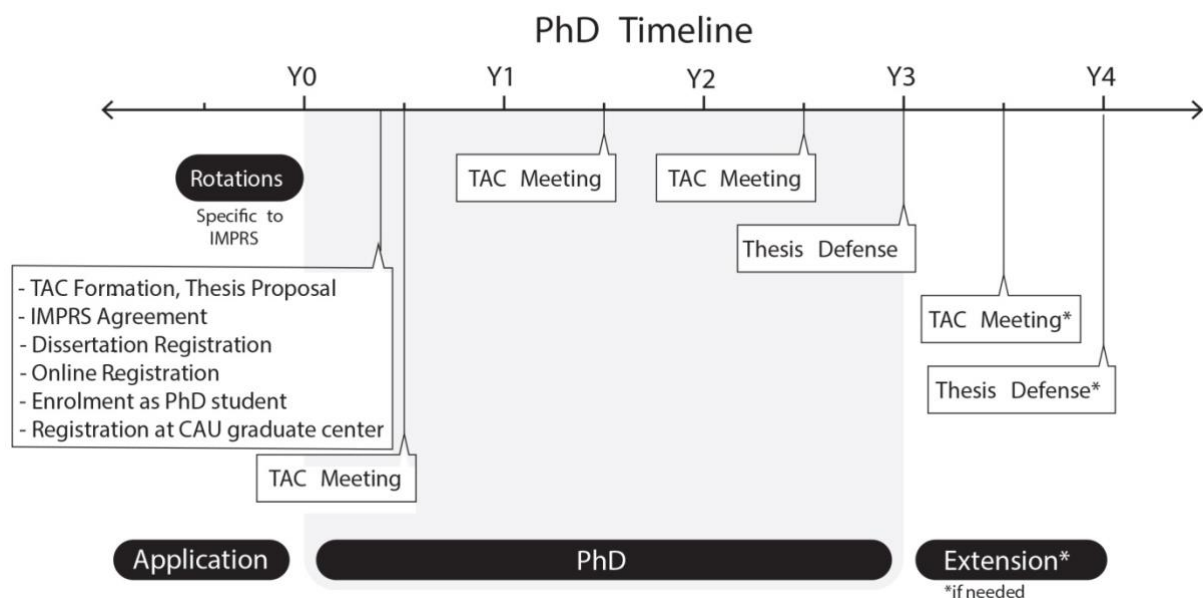 PhD Timeline
Y0 Y1 Y2 Y3 Y4
Rotations
Specific to
IMPRS
TAC Meeting
TAC Meeting
Thesis Defense
- TAC Formation, Thesis Proposal
- IMPRS Agreement
- Dissertation Registration
- Online Registration
- Enrolment as PhD student
- Registration at CAU graduate center
TAC Meeting
TAC Meeting*
Thesis Defense*
Application
PhD
Extension*
*if needed